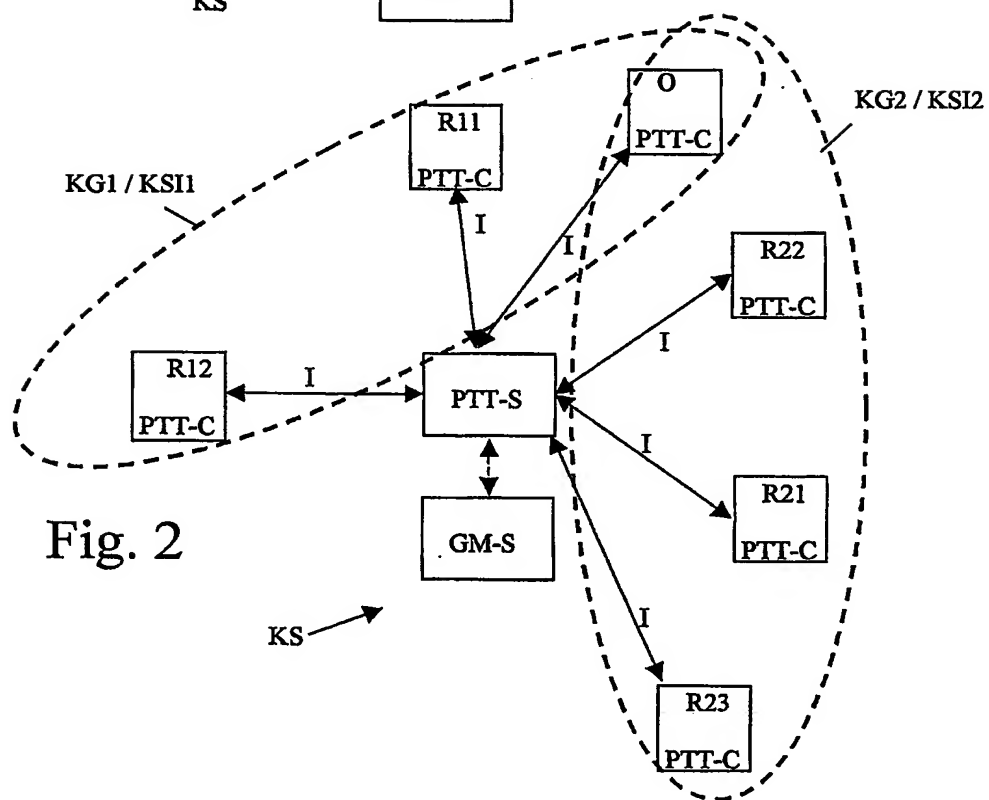 KS
O
PTT-C
KG2 / KSI2
R11
PTT-C
KG1 / KSI1
I
I
R22
PTT-C
I
R12
PTT-C
I
PTT-S
I
R21
PTT-C
Fig. 2
GM-S
KS
I
R23
PTT-C